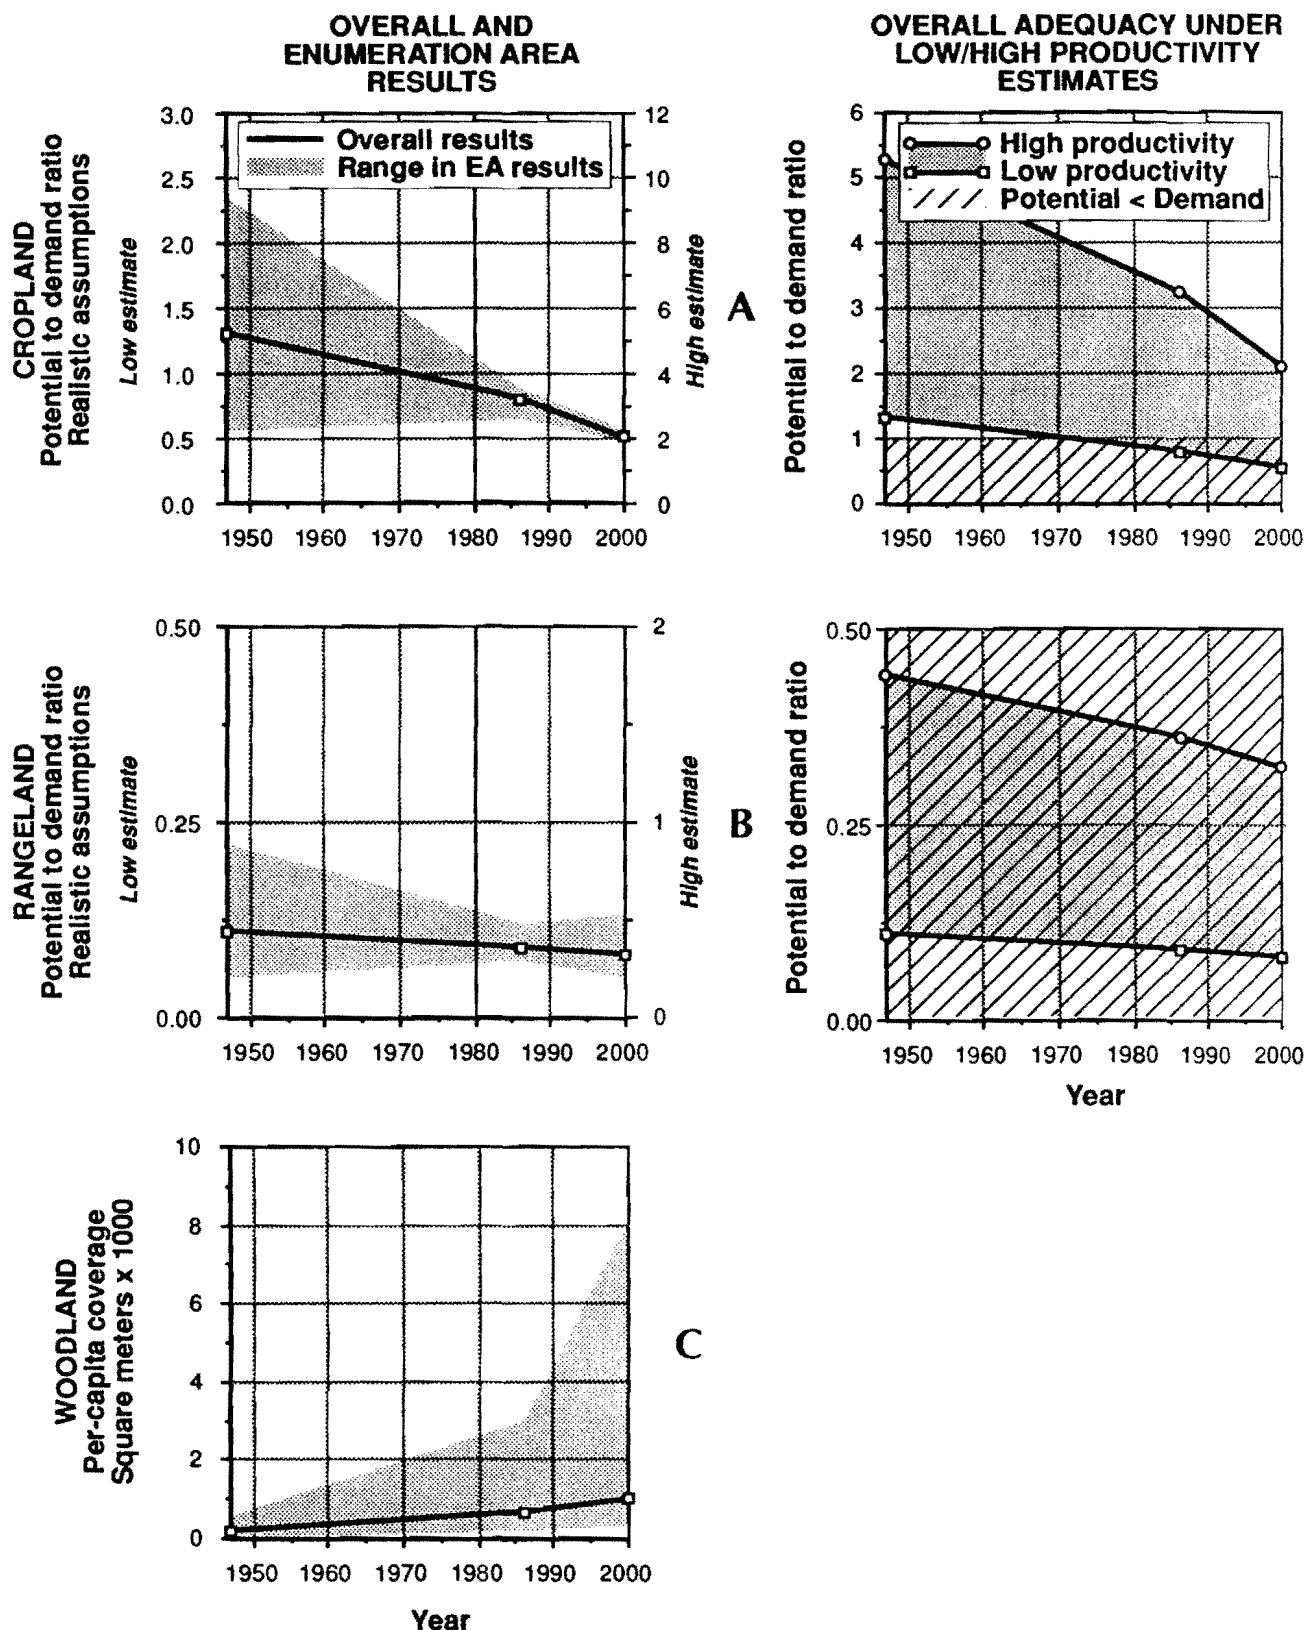 OVERALL AND
ENUMERATION AREA
RESULTS
OVERALL ADEQUACY UNDER
LOW/HIGH PRODUCTIVITY
ESTIMATES
CROPLAND
Potential to demand ratio
Realistic assumptions
Low estimate
3.0
2.5
2.0
1.5
1.0
0.5
0.0
Overall results
Range in EA results
12
10
8
6
4
2
0
High estimate
1950 1960 1970 1980 1990 2000
A
Potential to demand ratio
6
5
4
3
2
1
0
High productivity
Low productivity
Potential < Demand
1950 1960 1970 1980 1990 2000
RANGELAND
Potential to demand ratio
Realistic assumptions
Low estimate
0.50
0.25
0.00
2
1
0
High estimate
1950 1960 1970 1980 1990 2000
B
Potential to demand ratio
0.50
0.25
0.00
1950 1960 1970 1980 1990 2000
Year
WOODLAND
Per-capita coverage
Square meters x 1000
10
8
6
4
2
0
1950 1960 1970 1980 1990 2000
Year
C